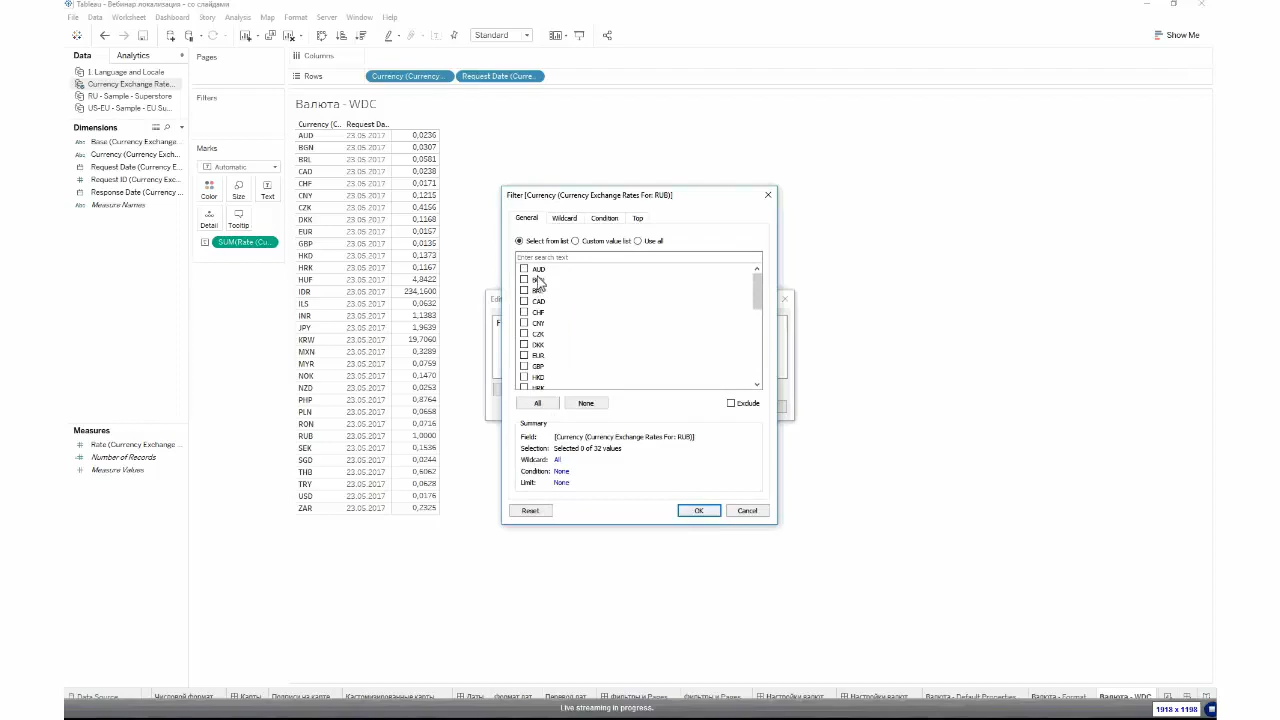 Tableau - Вебинар локализация - со слайдами
File Data Worksheet Dashboard Story Analysis Map Format Server Window Help
Standard
Show Me
Data Analytics
Pages
Columns
Rows Currency (Currency... Request Date (Curre...
1. Language and Locale
Currency Exchange Rate...
RU - Sample - Superstore
US-EU - Sample - EU Su...
Filters
Dimensions
Abc Base (Currency Exchange...
Abc Currency (Currency Exch...
Request Date (Currency E...
# Request ID (Currency Exc...
Response Date (Currency ...
Abc Measure Names
Marks
Automatic
Color Size Text
Detail Tooltip
SUM(Rate (Cu...
Measures
# Rate (Currency Exchange ...
Number of Records
# Measure Values
Валюта - WDC
Currency (C.. Request Da..
AUD 23.05.2017 0,0236
BGN 23.05.2017 0,0307
BRL 23.05.2017 0,0581
CAD 23.05.2017 0,0238
CHF 23.05.2017 0,0171
CNY 23.05.2017 0,1215
CZK 23.05.2017 0,4156
DKK 23.05.2017 0,1168
EUR 23.05.2017 0,0157
GBP 23.05.2017 0,0135
HKD 23.05.2017 0,1373
HRK 23.05.2017 0,1167
HUF 23.05.2017 4,8422
IDR 23.05.2017 234,1600
ILS 23.05.2017 0,0632
INR 23.05.2017 1,1383
JPY 23.05.2017 1,9639
KRW 23.05.2017 19,7060
MXN 23.05.2017 0,3289
MYR 23.05.2017 0,0759
NOK 23.05.2017 0,1470
NZD 23.05.2017 0,0253
PHP 23.05.2017 0,8764
PLN 23.05.2017 0,0658
RON 23.05.2017 0,0716
RUB 23.05.2017 1,0000
SEK 23.05.2017 0,1536
SGD 23.05.2017 0,0244
THB 23.05.2017 0,6062
TRY 23.05.2017 0,0628
USD 23.05.2017 0,0176
ZAR 23.05.2017 0,2325
Filter [Currency (Currency Exchange Rates For: RUB)]
General Wildcard Condition Top
Select from list Custom value list Use all
Enter search text
AUD
CAD
CHF
CNY
CZK
DKK
EUR
GBP
HKD
HRK
All None Exclude
Summary
Field: [Currency (Currency Exchange Rates For: RUB)]
Selection: Selected 0 of 32 values
Wildcard: All
Condition: None
Limit: None
Reset OK Cancel
Data Source Числовой формат Карты Подписи на карте Кастомизированные карты Даты формат дат Перевод дат Фильтры и Pages Фильтры и Pages Настройки валют Настройки валют Валюта - Default Properties Валюта - Format Валюта - WDC
Live streaming in progress.
1918 x 1198